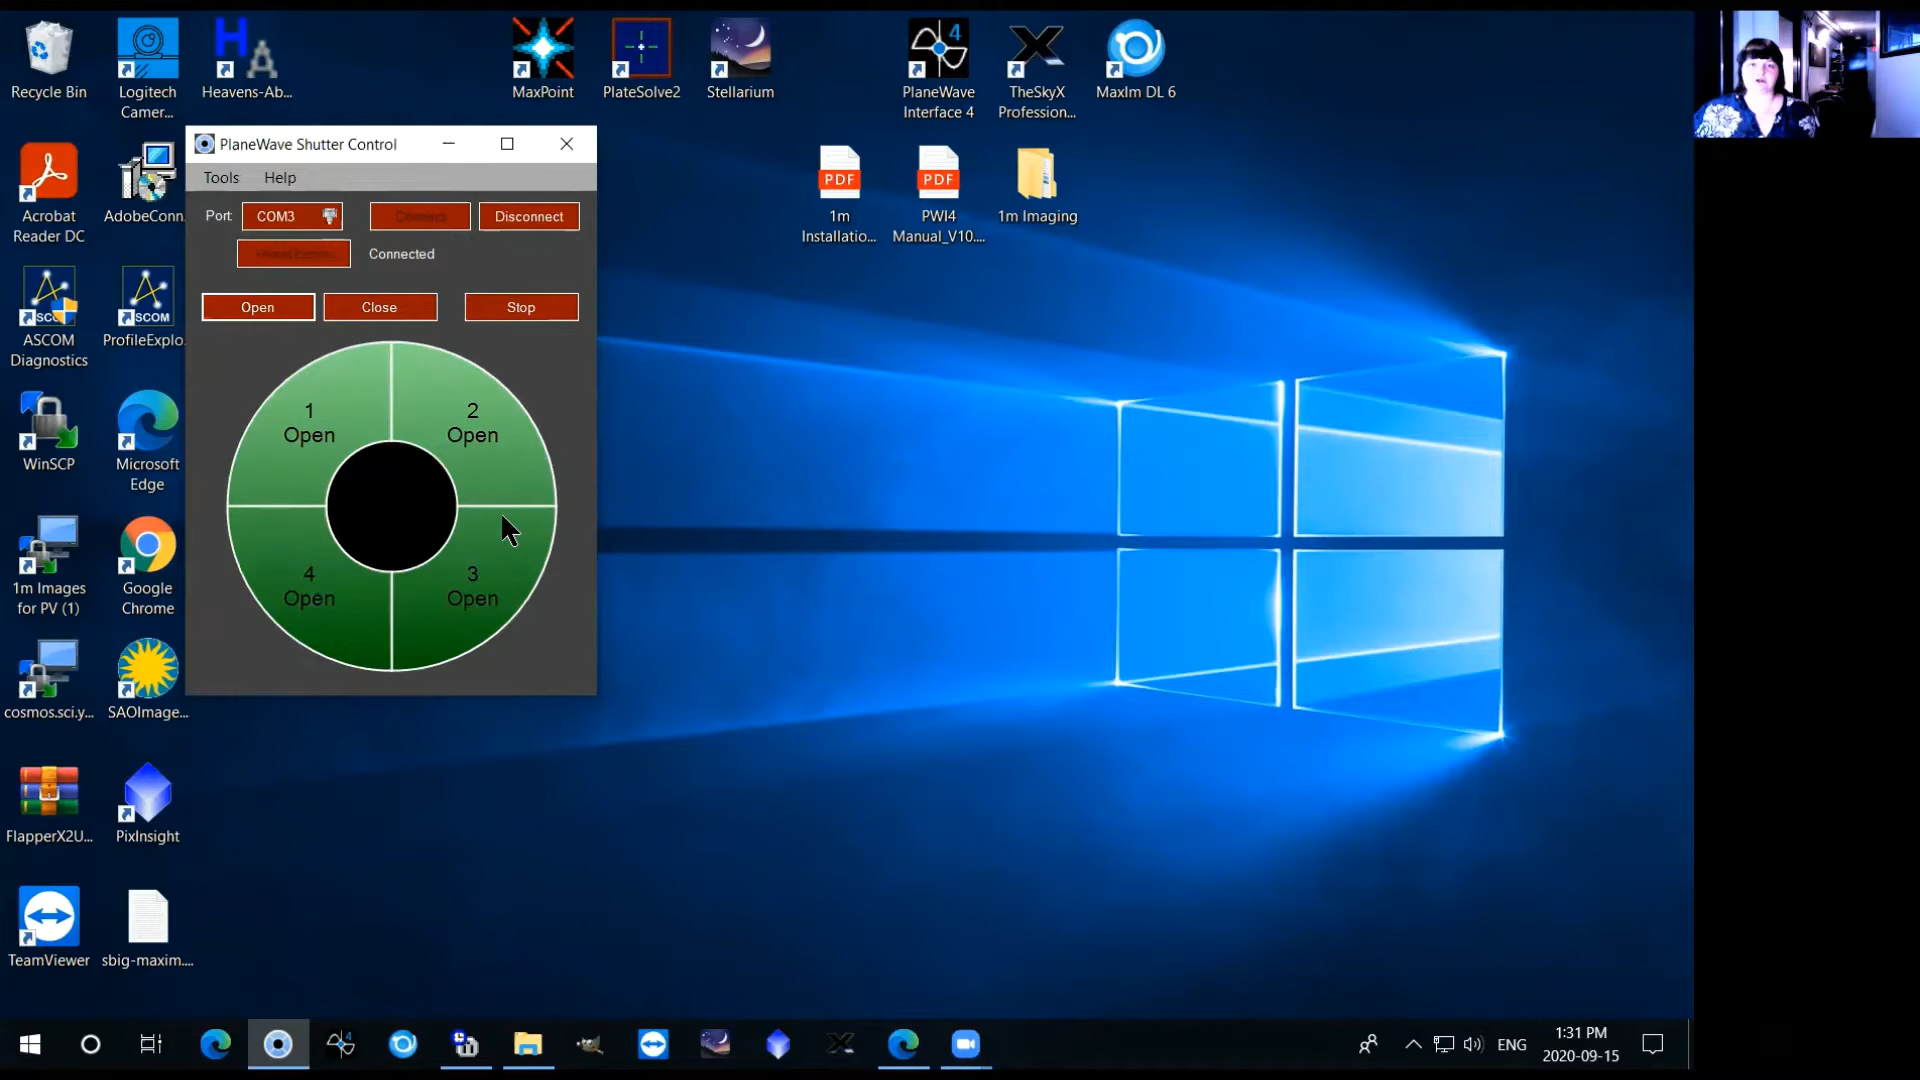 Recycle Bin
Logitech
Camer...
Heavens-Ab...
MaxPoint
PlateSolve2
Stellarium
PlaneWave
Interface 4
TheSkyX
Profession...
MaxIm DL 6
Acrobat
Reader DC
AdobeConn.
1m
Installatio...
PWI4
Manual_V10....
1m Imaging
PDF
PDF
PlaneWave Shutter Control
Tools
Help
Port
COM3
Connect
Disconnect
Connected
Open
Close
Stop
1
Open
2
Open
4
Open
3
Open
ASCOM
Diagnostics
ProfileExplo.
WinSCP
Microsoft
Edge
1m Images
for PV (1)
Google
Chrome
cosmos.sci.y...
SAOImage...
FlapperX2U...
PixInsight
TeamViewer
sbig-maxim....
ENG
1:31 PM
2020-09-15